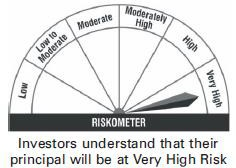 Low
Low to
Moderate
Moderate
Moderately
High
High
Very High
RISKOMETER
Investors understand that their
principal will be at Very High Risk